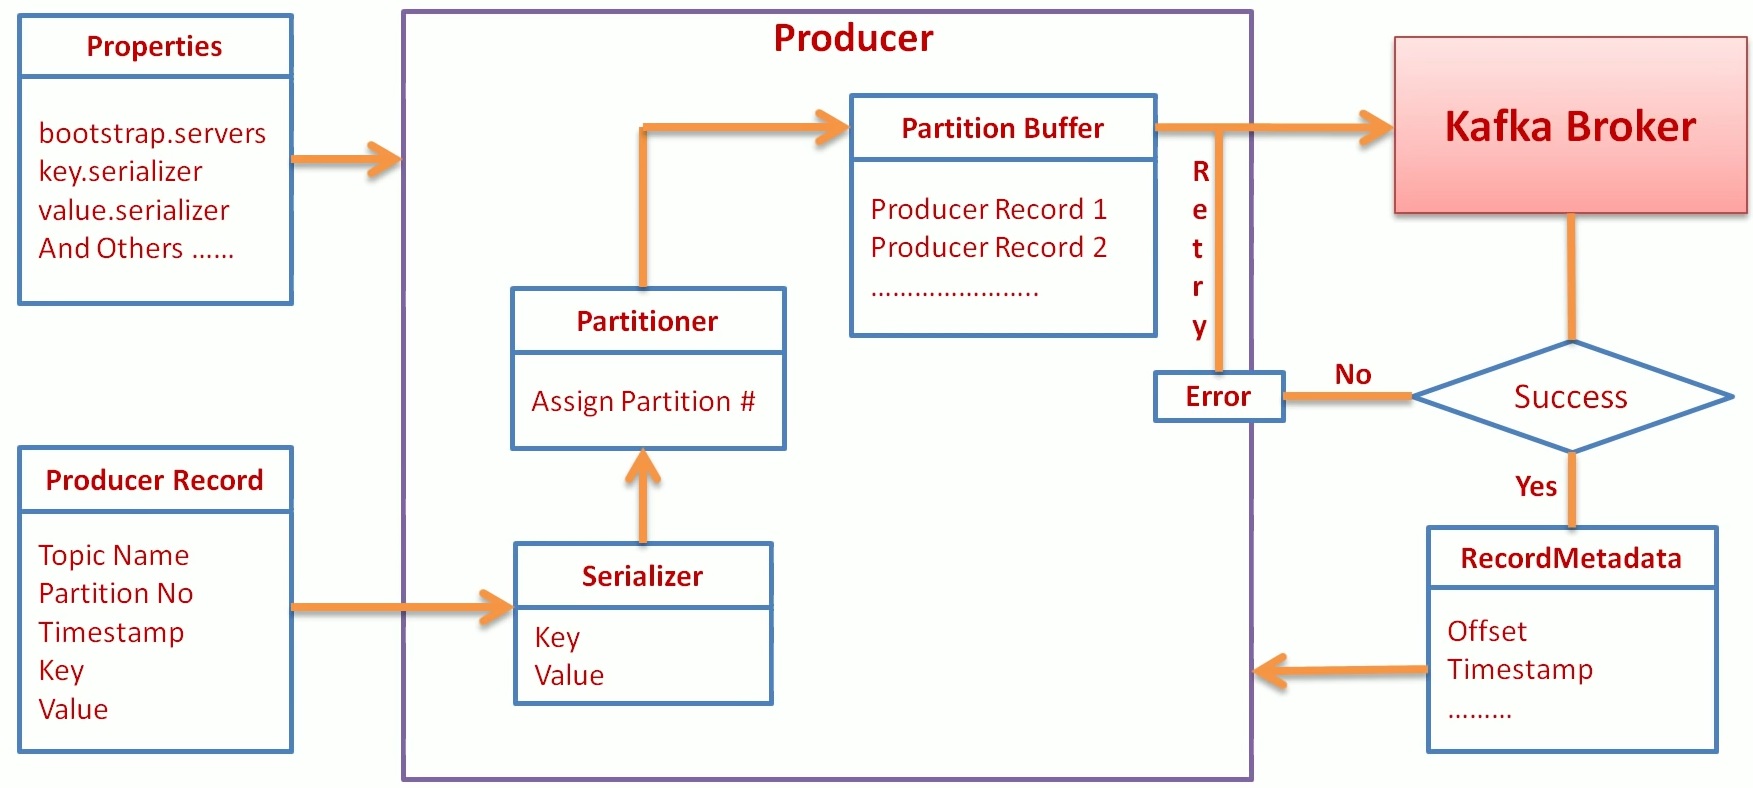 Properties
bootstrap.servers
key.serializer
value.serializer
And Others ......
Producer Record
Topic Name
Partition No
Timestamp
Key
Value
Producer
Serializer
Key
Value
Partitioner
Assign Partition #
Partition Buffer
Producer Record 1
Producer Record 2
.......................
Retry
Error
Kafka Broker
Success
No
Yes
RecordMetadata
Offset
Timestamp
.........